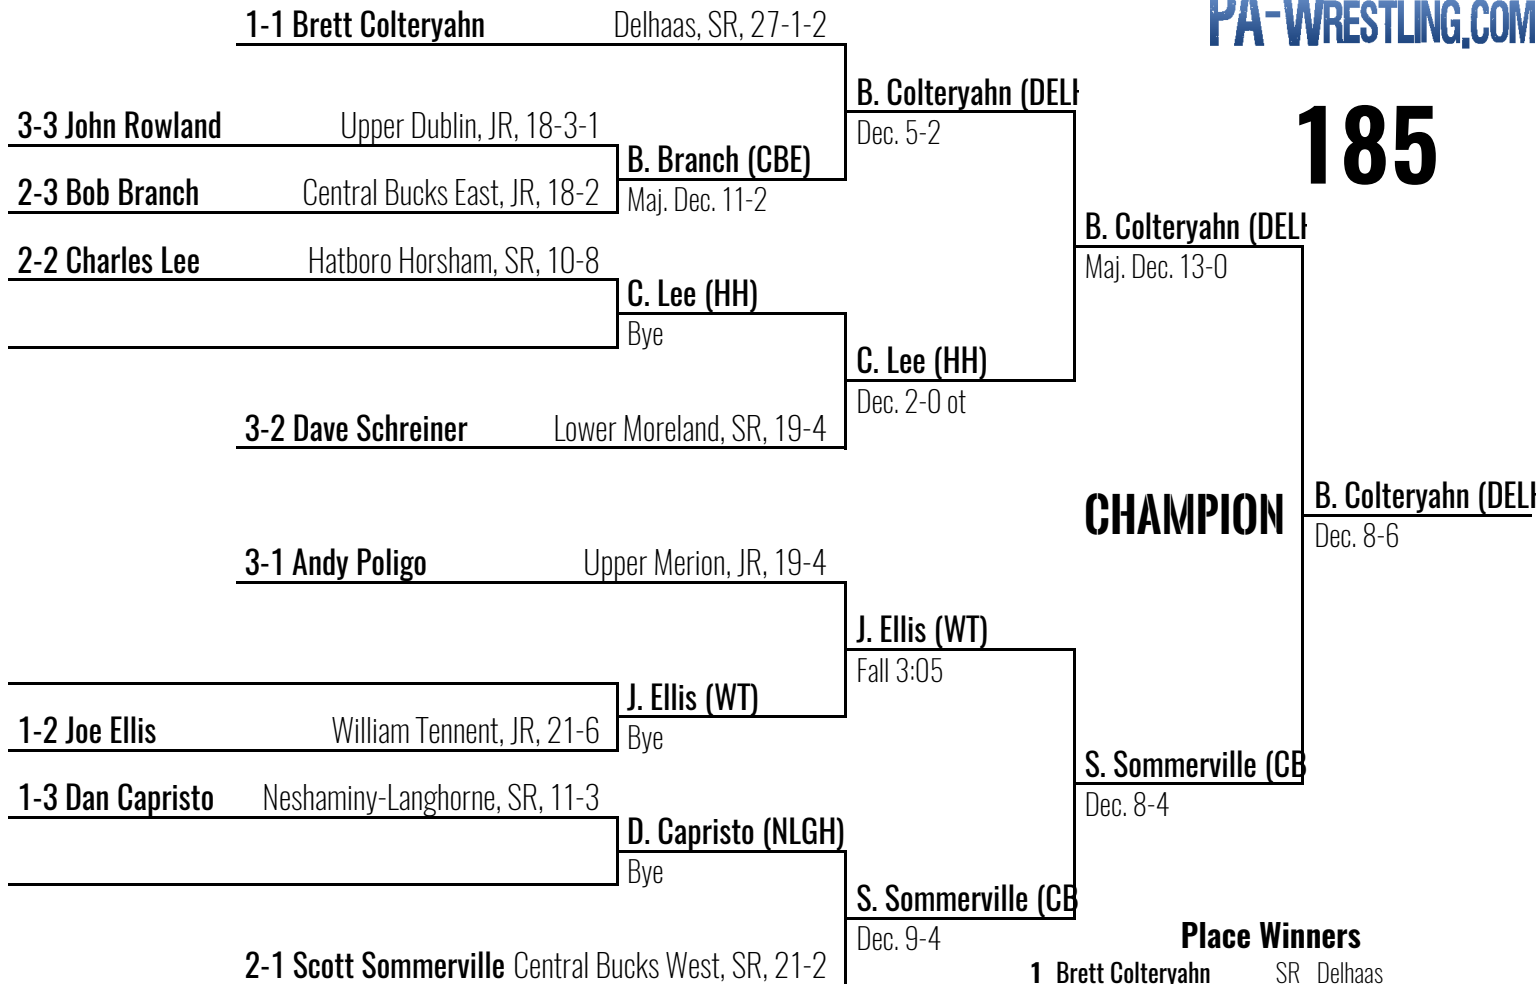 PA-WRESTLING.COM
185
1-1 Brett Colteryahn Delhaas, SR, 27-1-2
B. Colteryahn (DELH
Dec. 5-2
3-3 John Rowland Upper Dublin, JR, 18-3-1
B. Branch (CBE)
Maj. Dec. 11-2
2-3 Bob Branch Central Bucks East, JR, 18-2
B. Colteryahn (DELH
Maj. Dec. 13-0
2-2 Charles Lee Hatboro Horsham, SR, 10-8
C. Lee (HH)
Bye
C. Lee (HH)
Dec. 2-0 ot
3-2 Dave Schreiner Lower Moreland, SR, 19-4
CHAMPION
B. Colteryahn (DELH
Dec. 8-6
3-1 Andy Poligo Upper Merion, JR, 19-4
J. Ellis (WT)
Fall 3:05
J. Ellis (WT)
Bye
1-2 Joe Ellis William Tennent, JR, 21-6
S. Sommerville (CB
Dec. 8-4
1-3 Dan Capristo Neshaminy-Langhorne, SR, 11-3
D. Capristo (NLGH)
Bye
S. Sommerville (CB
Dec. 9-4
2-1 Scott Sommerville Central Bucks West, SR, 21-2
Place Winners
1 Brett Colteryahn SR Delhaas